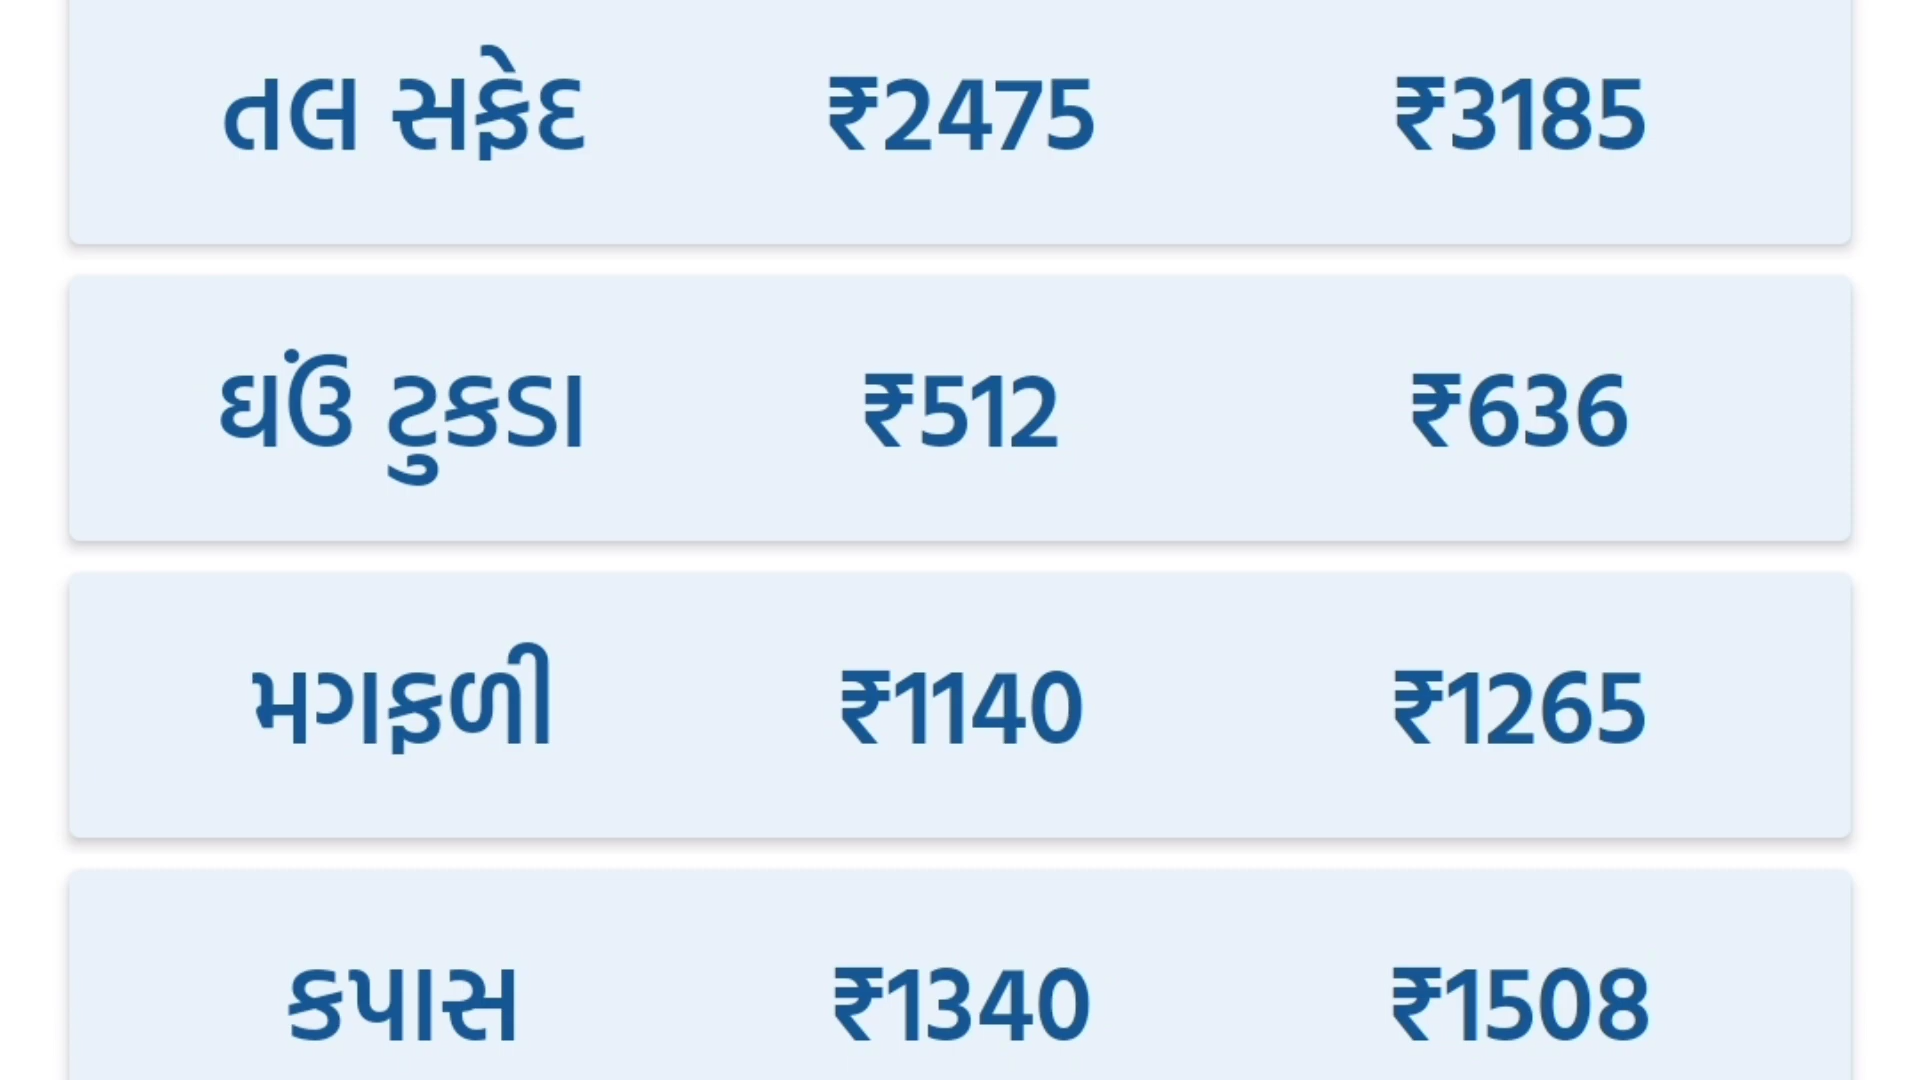 તલ સફેદ ₹2475 ₹3185
ઘઉં ટુકડા ₹512 ₹636
મગફળી ₹1140 ₹1265
કપાસ ₹1340 ₹1508